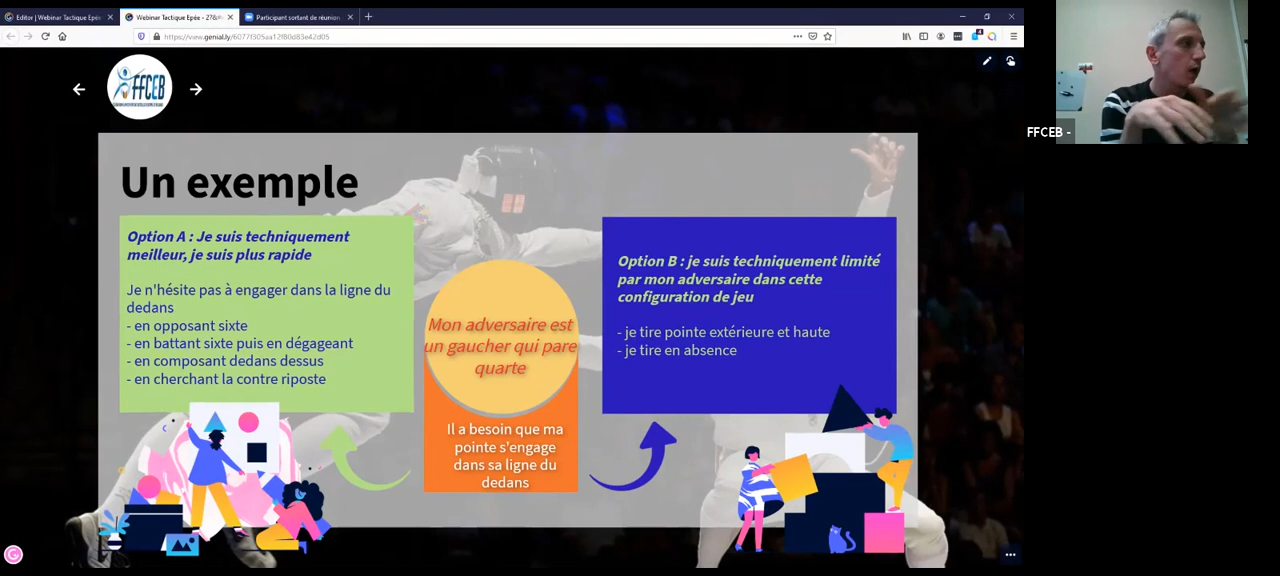 Editor | Webinar Tactique Epée
Webinar Tactique Epée - 27&#
Participant sortant de réunion
https://view.genial.ly/6077f305aa12f80d83e42d05
FFCEB
FFCEB -
Un exemple
Option A : Je suis techniquement
meilleur, je suis plus rapide
Je n'hésite pas à engager dans la ligne du
dedans
- en opposant sixte
- en battant sixte puis en dégageant
- en composant dedans dessus
- en cherchant la contre riposte
Mon adversaire est
un gaucher qui pare
quarte
Il a besoin que ma
pointe s'engage
dans sa ligne du
dedans
Option B : je suis techniquement limité
par mon adversaire dans cette
configuration de jeu
- je tire pointe extérieure et haute
- je tire en absence